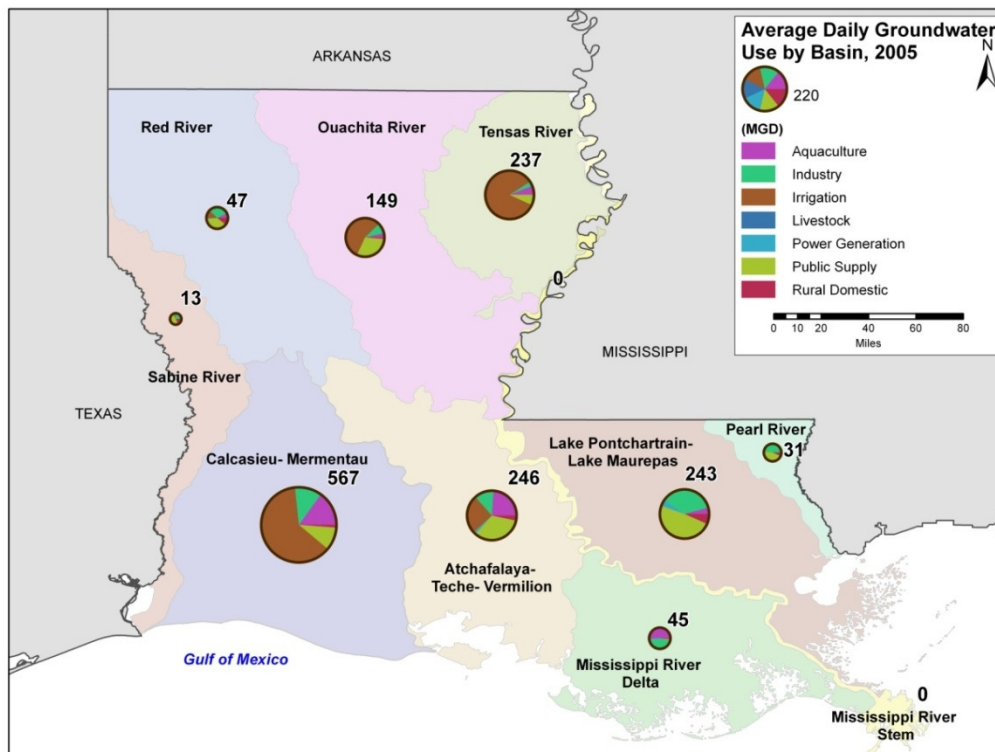 Average Daily Groundwater
Use by Basin, 2005
N
220
(MGD)
Aquaculture
Industry
Irrigation
Livestock
Power Generation
Public Supply
Rural Domestic
0 10 20 40 60 80
Miles
ARKANSAS
Red River
47
Ouachita River
149
Tensas River
237
0
13
Sabine River
TEXAS
MISSISSIPPI
Pearl River
31
Calcasieu- Mermentau
567
246
Atchafalaya-
Teche- Vermilion
Lake Pontchartrain-
Lake Maurepas
243
45
Mississippi River
Delta
Gulf of Mexico
0
Mississippi River
Stem